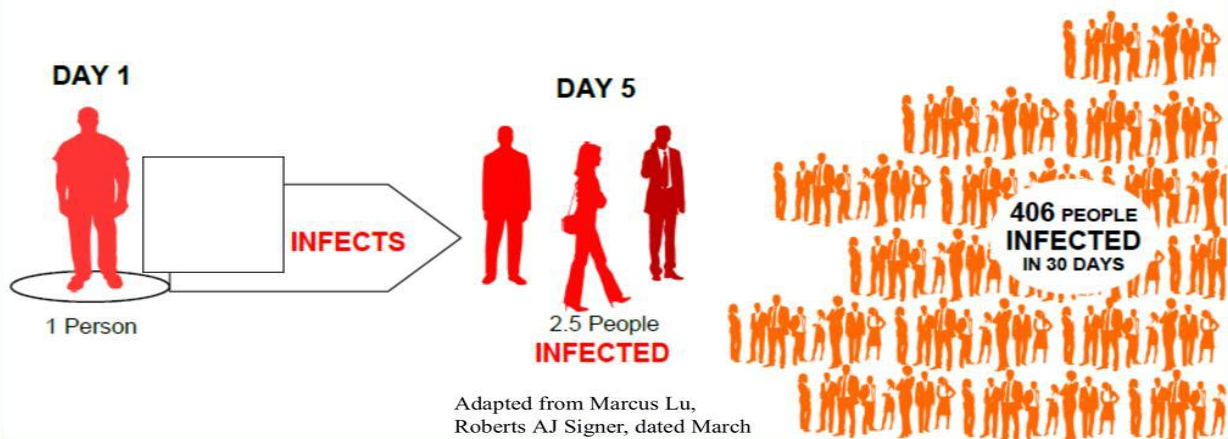 DAY 1
1 Person
INFECTS
DAY 5
2.5 People
INFECTED
406 PEOPLE
INFECTED
IN 30 DAYS
Adapted from Marcus Lu,
Roberts AJ Signer, dated March